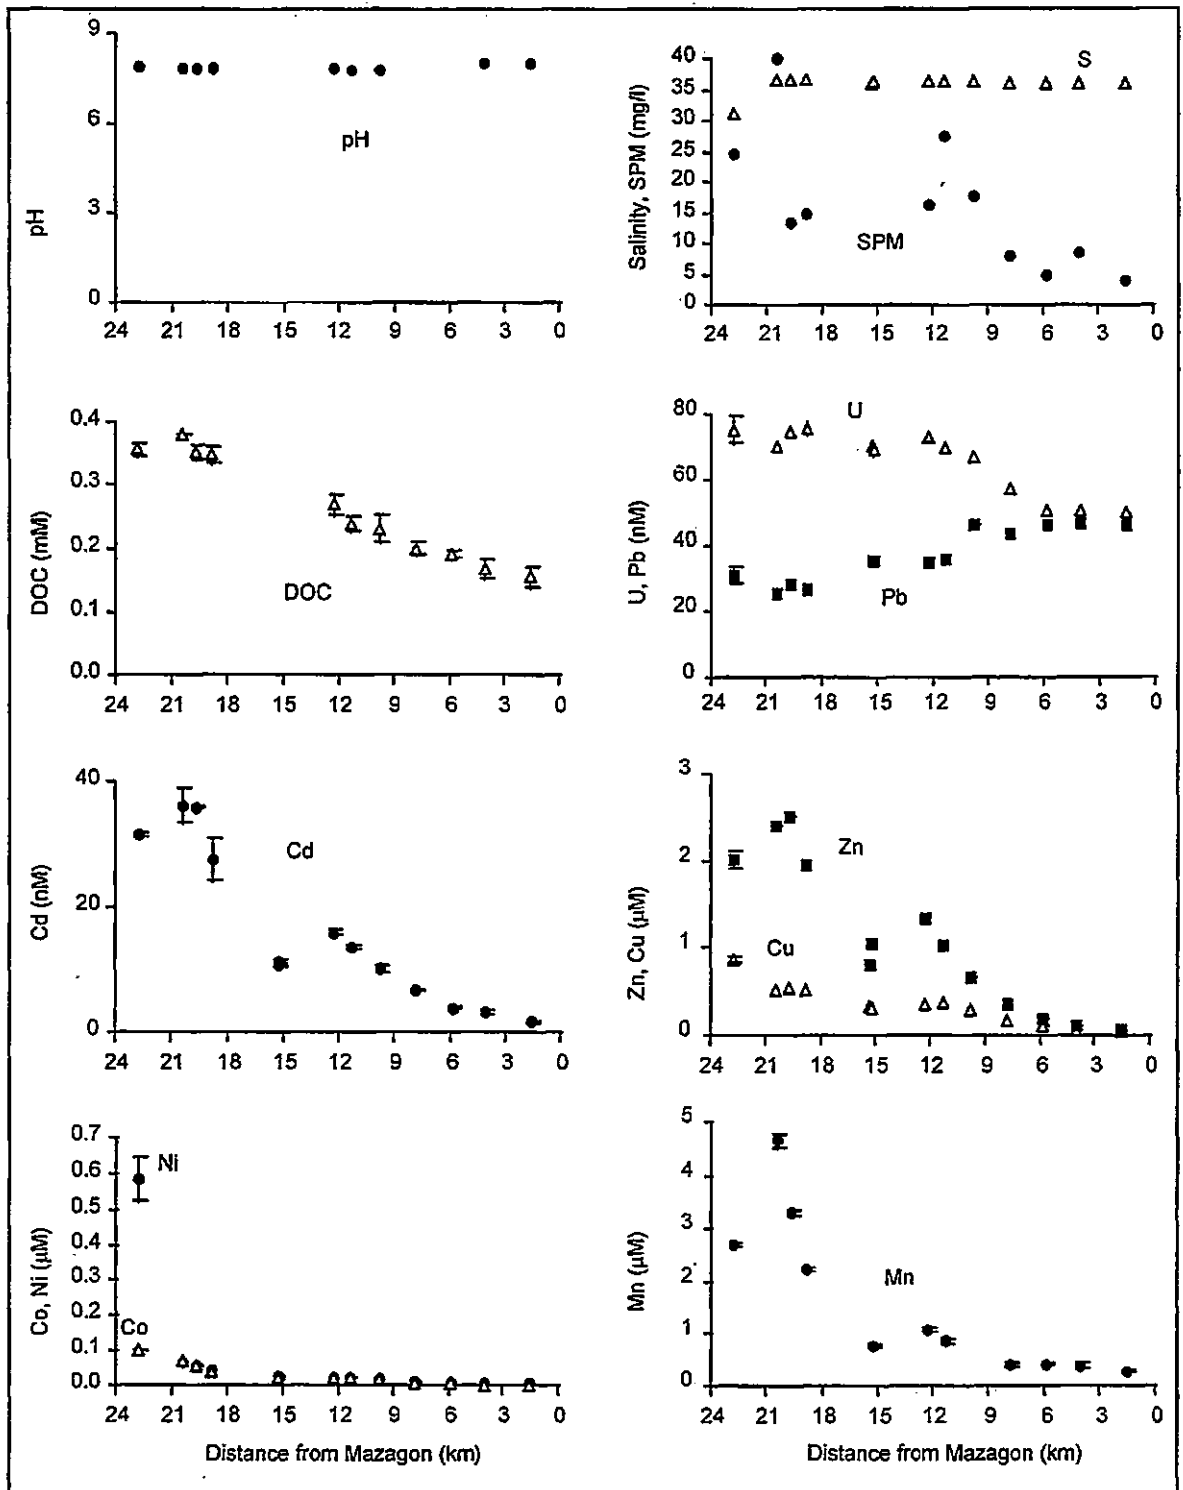 9
6
3
0
pH
pH
24 21 18 15 12 9 6 3 0
45
40
35
30
25
20
15
10
5
0
Salinity, SPM (mg/l)
S
SPM
24 21 18 15 12 9 6 3 0
0.4
0.3
0.2
0.1
0.0
DOC (mM)
DOC
24 21 18 15 12 9 6 3 0
80
60
40
20
0
U, Pb (nM)
U
Pb
24 21 18 15 12 9 6 3 0
40
20
0
Cd (nM)
Cd
24 21 18 15 12 9 6 3 0
3
2
1
0
Zn, Cu (μM)
Zn
Cu
24 21 18 15 12 9 6 3 0
0.7
0.6
0.5
0.4
0.3
0.2
0.1
0.0
Co, Ni (μM)
Ni
Co
24 21 18 15 12 9 6 3 0
Distance from Mazagon (km)
5
4
3
2
1
0
Mn (μM)
Mn
24 21 18 15 12 9 6 3 0
Distance from Mazagon (km)